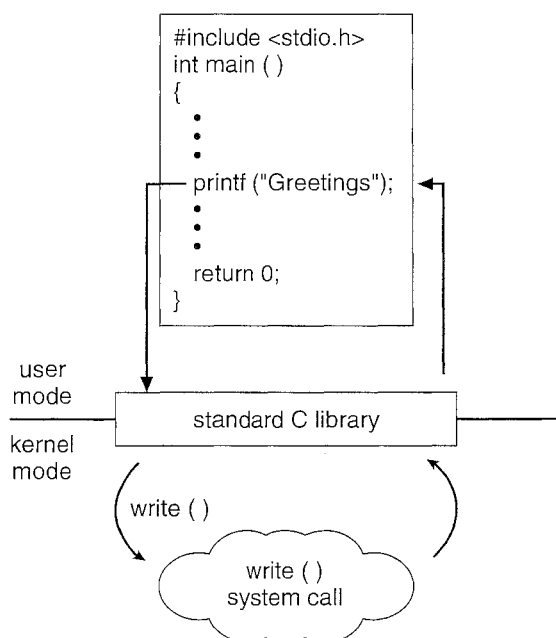 #include <stdio.h>
int main ( )
{
•
•
•
printf ("Greetings");
•
•
•
return 0;
}
user
mode
standard C library
kernel
mode
write ( )
write ( )
system call